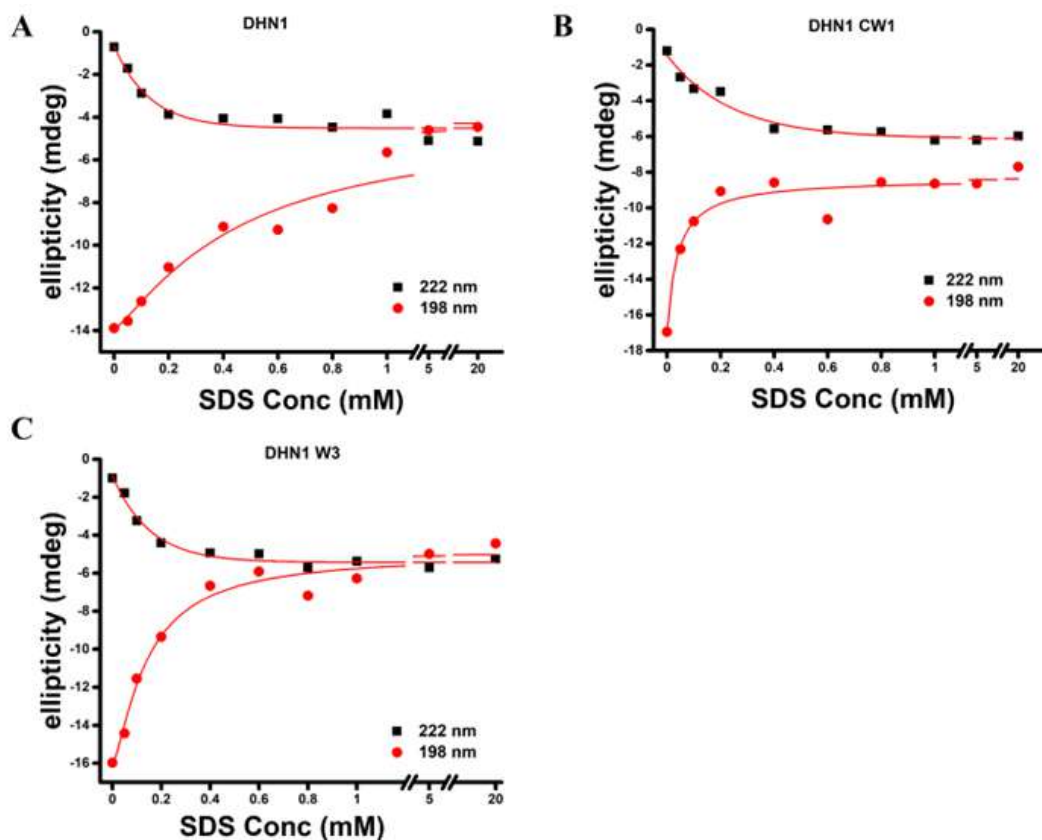 A
DHN1
0
-2
-4
-6
-8
-10
-12
-14
ellipticity (mdeg)
222 nm
198 nm
0 0.2 0.4 0.6 0.8 1 5 20
SDS Conc (mM)
B
DHN1 CW1
0
-2
-4
-6
-8
-10
-12
-14
-16
-18
ellipticity (mdeg)
222 nm
198 nm
0 0.2 0.4 0.6 0.8 1 5 20
SDS Conc (mM)
C
DHN1 W3
0
-2
-4
-6
-8
-10
-12
-14
-16
ellipticity (mdeg)
222 nm
198 nm
0 0.2 0.4 0.6 0.8 1 5 20
SDS Conc (mM)